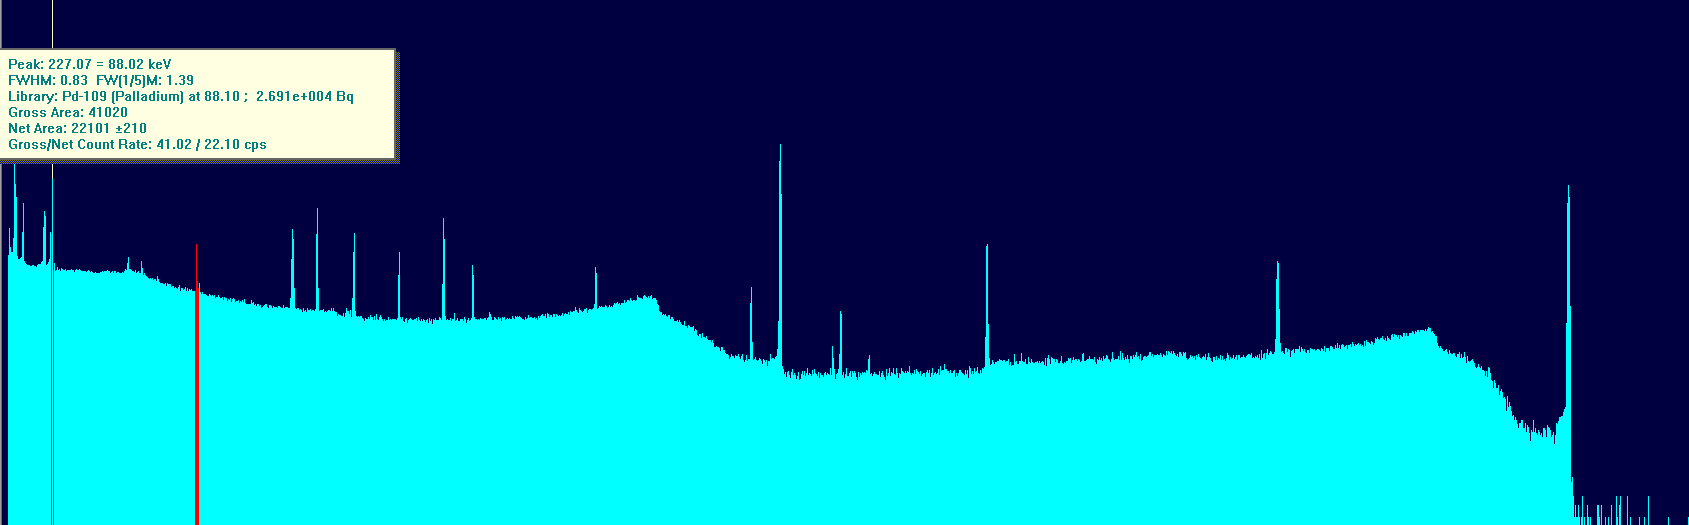 Peak: 227.07 = 88.02 keV
FWHM: 0.83 FW(1/5)M: 1.39
Library: Pd-109 (Palladium) at 88.10 ; 2.691e+004 Bq
Gross Area: 41020
Net Area: 22101 ±210
Gross/Net Count Rate: 41.02 / 22.10 cps